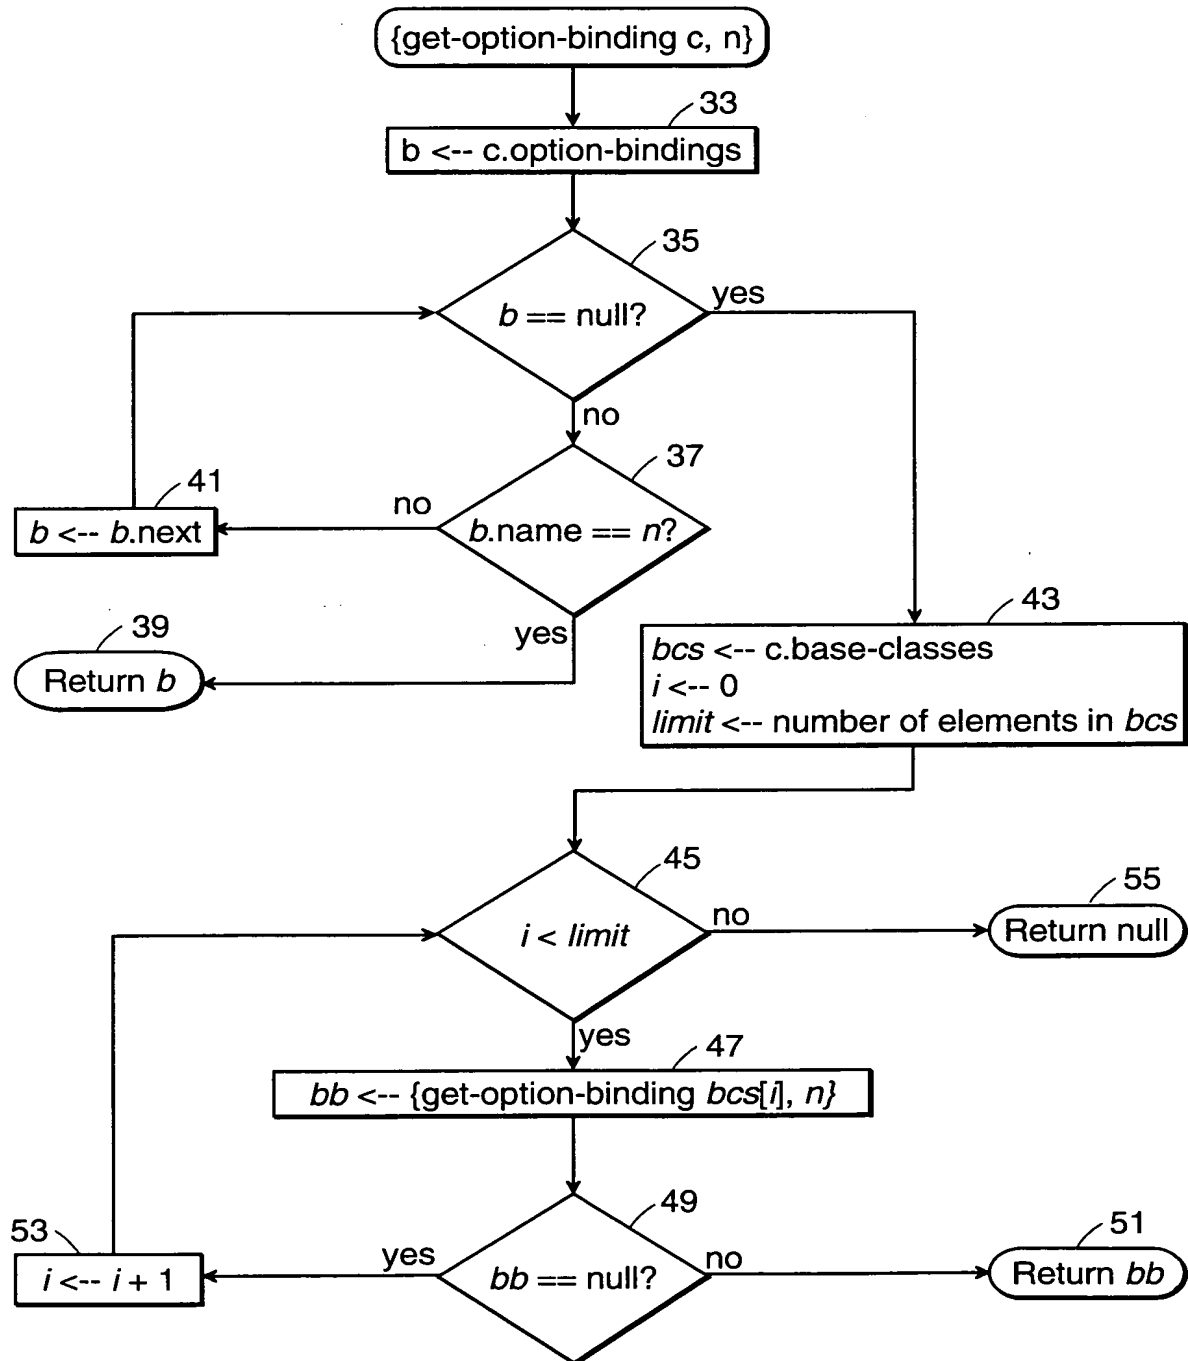 {get-option-binding c, n}
33
b <-- c.option-bindings
35
b == null?
yes
no
37
b.name == n?
no
41
b <-- b.next
yes
39
Return b
43
bcs <-- c.base-classes
i <-- 0
limit <-- number of elements in bcs
45
i < limit
no
55
Return null
yes
47
bb <-- {get-option-binding bcs[i], n}
49
bb == null?
yes
53
i <-- i + 1
no
51
Return bb